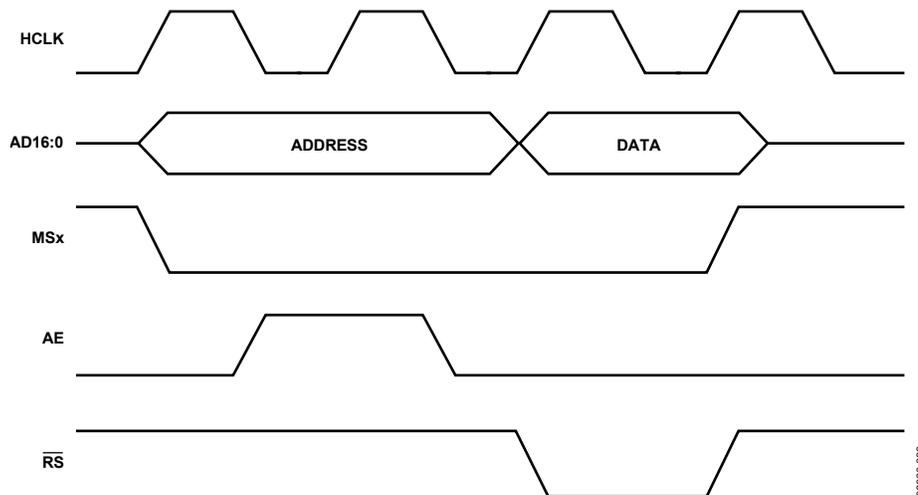 HCLK
AD16:0
ADDRESS
DATA
MSx
AE
RS